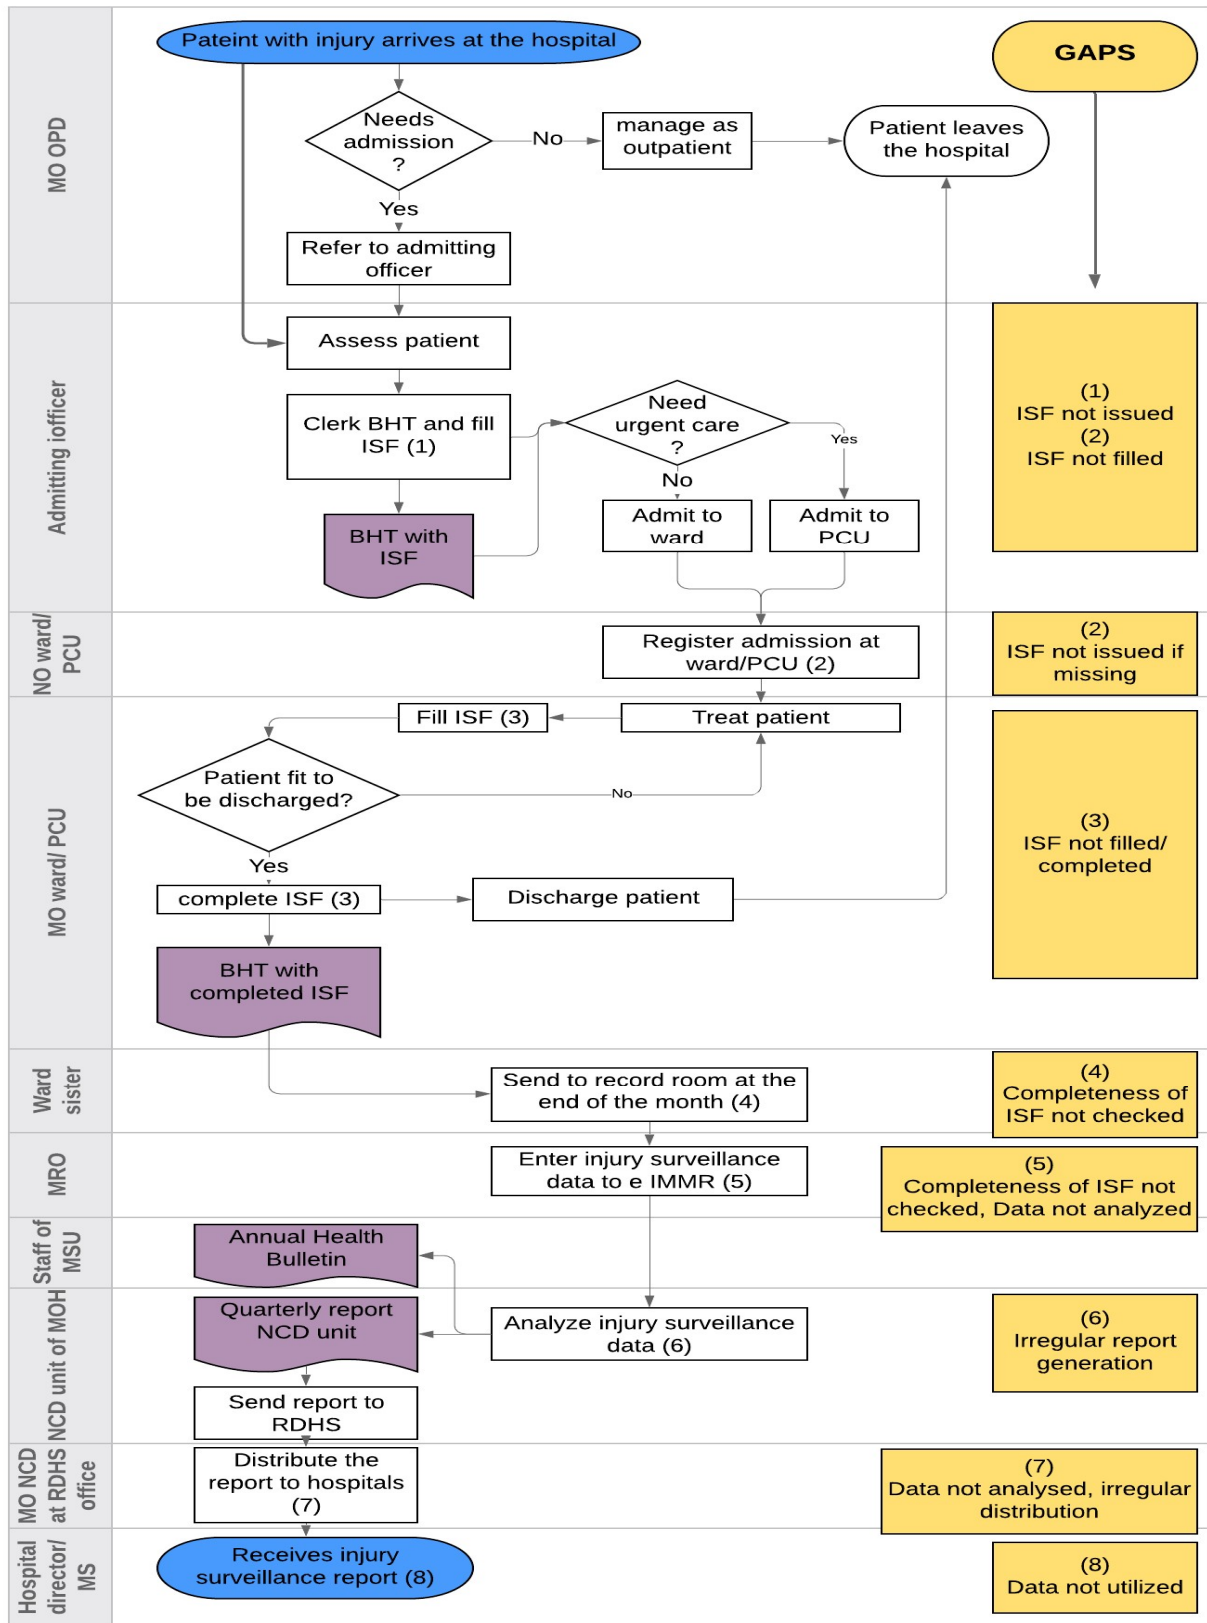 Pateint with injury arrives at the hospital
GAPS
MO OPD
Needs
admission
?
No
manage as
outpatient
Patient leaves
the hospital
Yes
Refer to admitting
officer
Admitting iofficer
Assess patient
Clerk BHT and fill
ISF (1)
Need
urgent care
?
Yes
No
BHT with
ISF
Admit to
ward
Admit to
PCU
(1)
ISF not issued
(2)
ISF not filled
NO ward/
PCU
Register admission at
ward/PCU (2)
(2)
ISF not issued if
missing
MO ward/ PCU
Fill ISF (3)
Treat patient
Patient fit to
be discharged?
No
Yes
complete ISF (3)
Discharge patient
BHT with
completed ISF
(3)
ISF not filled/
completed
Ward
sister
Send to record room at the
end of the month (4)
(4)
Completeness of
ISF not checked
MRO
Enter injury surveillance
data to e IMMR (5)
(5)
Completeness of ISF not
checked, Data not analyzed
Staff of
MSU
Annual Health
Bulletin
NCD unit of MOH
Quarterly report
NCD unit
Analyze injury surveillance
data (6)
(6)
Irregular report
generation
Send report to
RDHS
MO NCD
at RDHS
office
Distribute the
report to hospitals
(7)
(7)
Data not analysed, irregular
distribution
Hospital
director/
MS
Receives injury
surveillance report (8)
(8)
Data not utilized